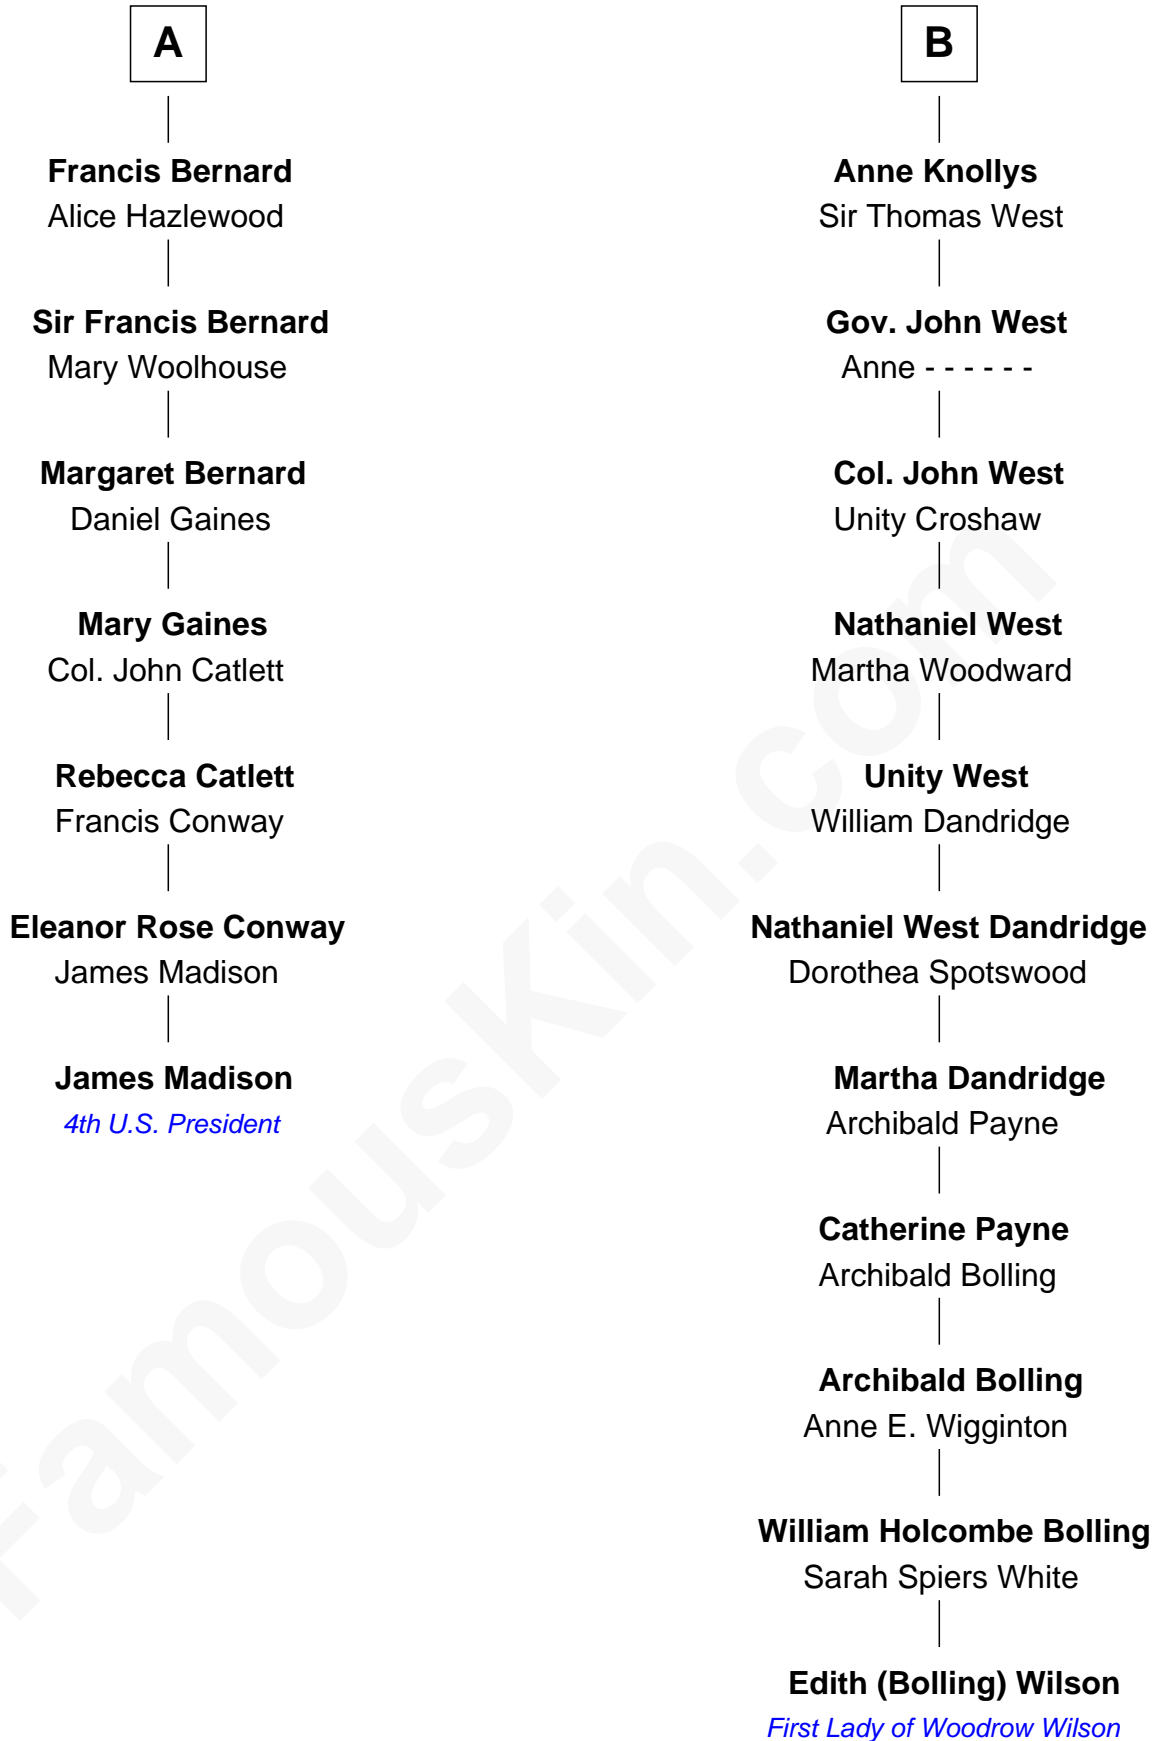 A
Francis Bernard
Alice Hazlewood
Sir Francis Bernard
Mary Woolhouse
Margaret Bernard
Daniel Gaines
Mary Gaines
Col. John Catlett
Rebecca Catlett
Francis Conway
Eleanor Rose Conway
James Madison
James Madison
4th U.S. President
B
Anne Knollys
Sir Thomas West
Gov. John West
Anne - - - - - -
Col. John West
Unity Croshaw
Nathaniel West
Martha Woodward
Unity West
William Dandridge
Nathaniel West Dandridge
Dorothea Spotswood
Martha Dandridge
Archibald Payne
Catherine Payne
Archibald Bolling
Archibald Bolling
Anne E. Wigginton
William Holcombe Bolling
Sarah Spiers White
Edith (Bolling) Wilson
First Lady of Woodrow Wilson
FamousKin.com